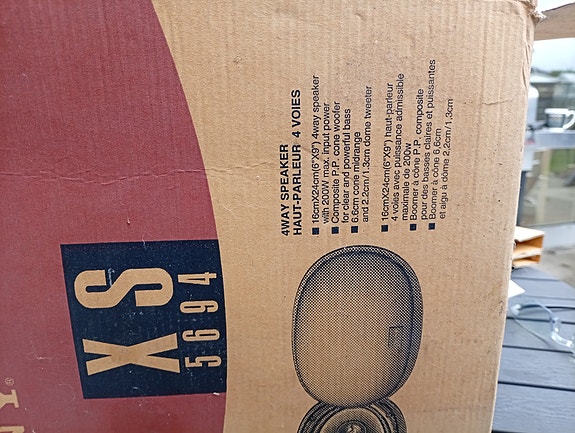 XS
5694
4WAY SPEAKER
HAUT-PARLEUR 4 VOIES
■ 16cmX24cm(6"X9") 4way speaker
with 200W max. input power
■ Composite P.P. cone woofer
for clear and powerful bass
■ 6.6cm cone midrange
and 2.2cm/1.3cm dome tweeter
■ 16cmX24cm(6"X9") haut-parleur
4 voies avec puissance admissible
maximale de 200w
■ Boomer à cône P.P. composite
pour des basses claires et puissantes
■ Boomer à cône 6,6cm
et aigu à dôme 2,2cm/1,3cm